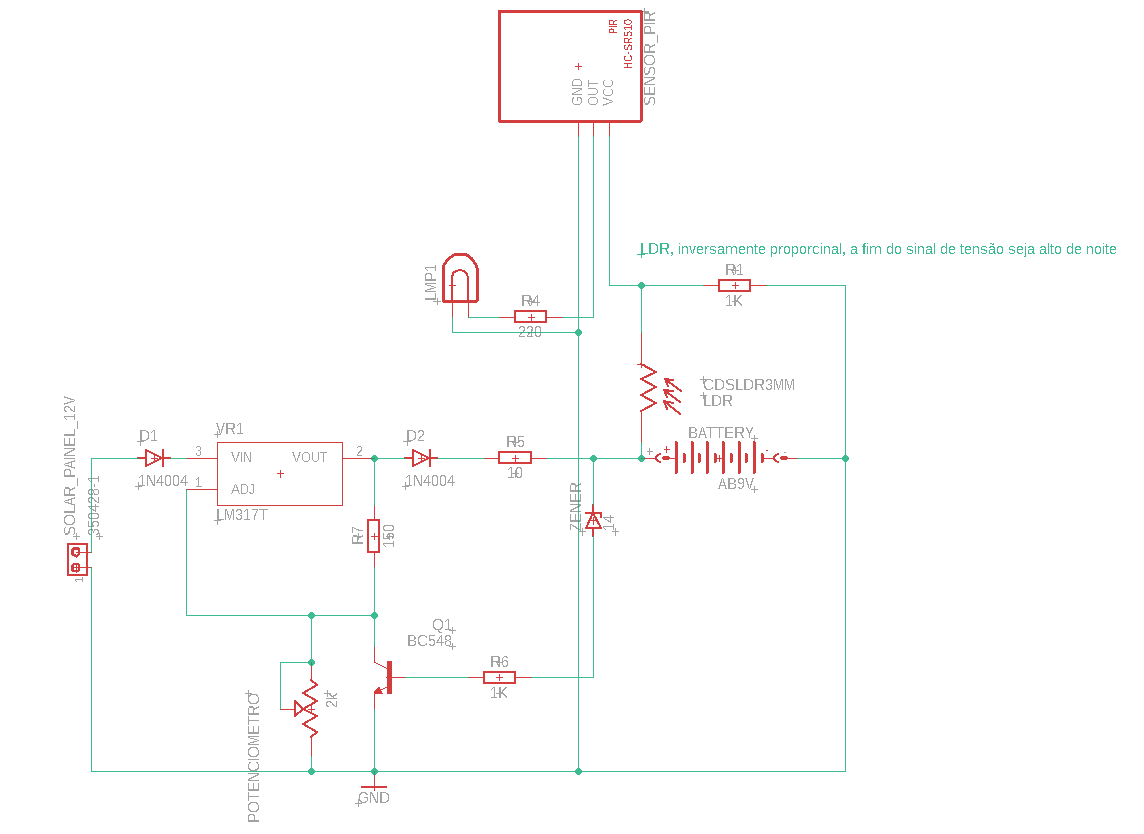 PIR
HC-SR510
SENSOR_PIR
GND
OUT
VCC
LDR, inversamente proporcinal, a fim do sinal de tensão seja alto de noite
LMP1
R4
220
R1
1K
CDSLDR3MM
LDR
SOLAR_PAINEL_12V
350428-1
1
D1
1N4004
VR1
3
VIN
VOUT
2
1
ADJ
LM317T
D2
1N4004
R5
10
BATTERY
AB9V
+
-
ZENER
14
R7
150
Q1
BC548
R6
1K
POTENCIOMETRO
2K
GND